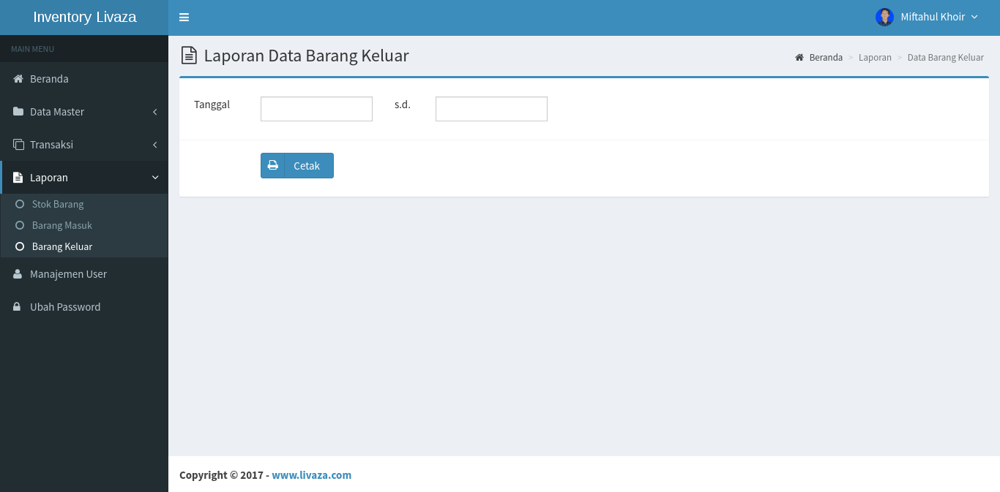 Inventory Livaza
Miftahul Khoir
MAIN MENU
Beranda
Data Master
Transaksi
Laporan
Stok Barang
Barang Masuk
Barang Keluar
Manajemen User
Ubah Password
Laporan Data Barang Keluar
Beranda > Laporan > Data Barang Keluar
Tanggal s.d.
Cetak
Copyright © 2017 - www.livaza.com